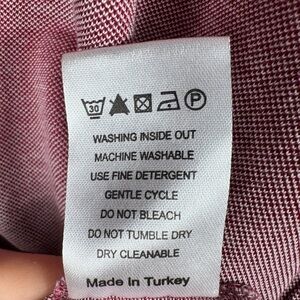 30 P
WASHING INSIDE OUT
MACHINE WASHABLE
USE FINE DETERGENT
GENTLE CYCLE
DO NOT BLEACH
DO NOT TUMBLE DRY
DRY CLEANABLE
Made in Turkey